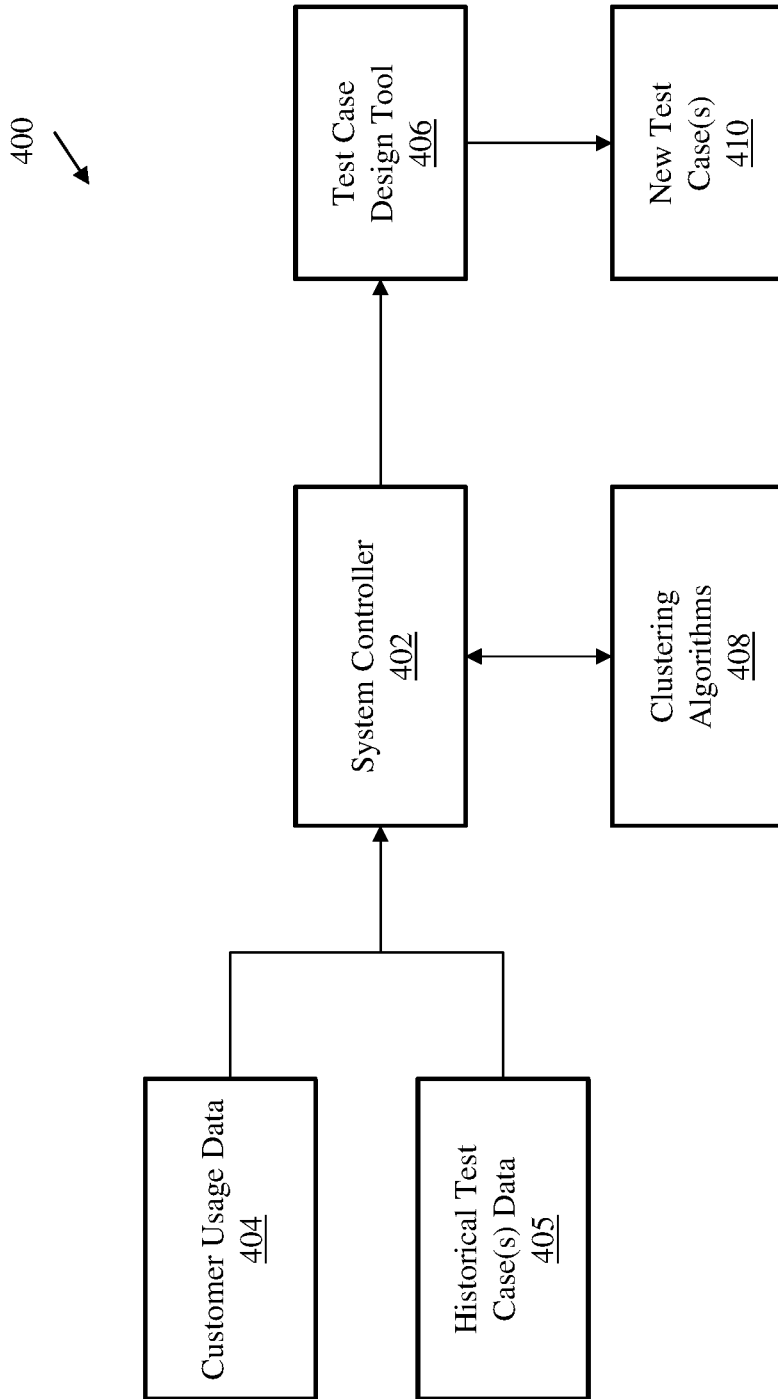 400
Customer Usage Data
404
Historical Test
Case(s) Data
405
System Controller
402
Clustering
Algorithms
408
Test Case
Design Tool
406
New Test
Case(s)
410